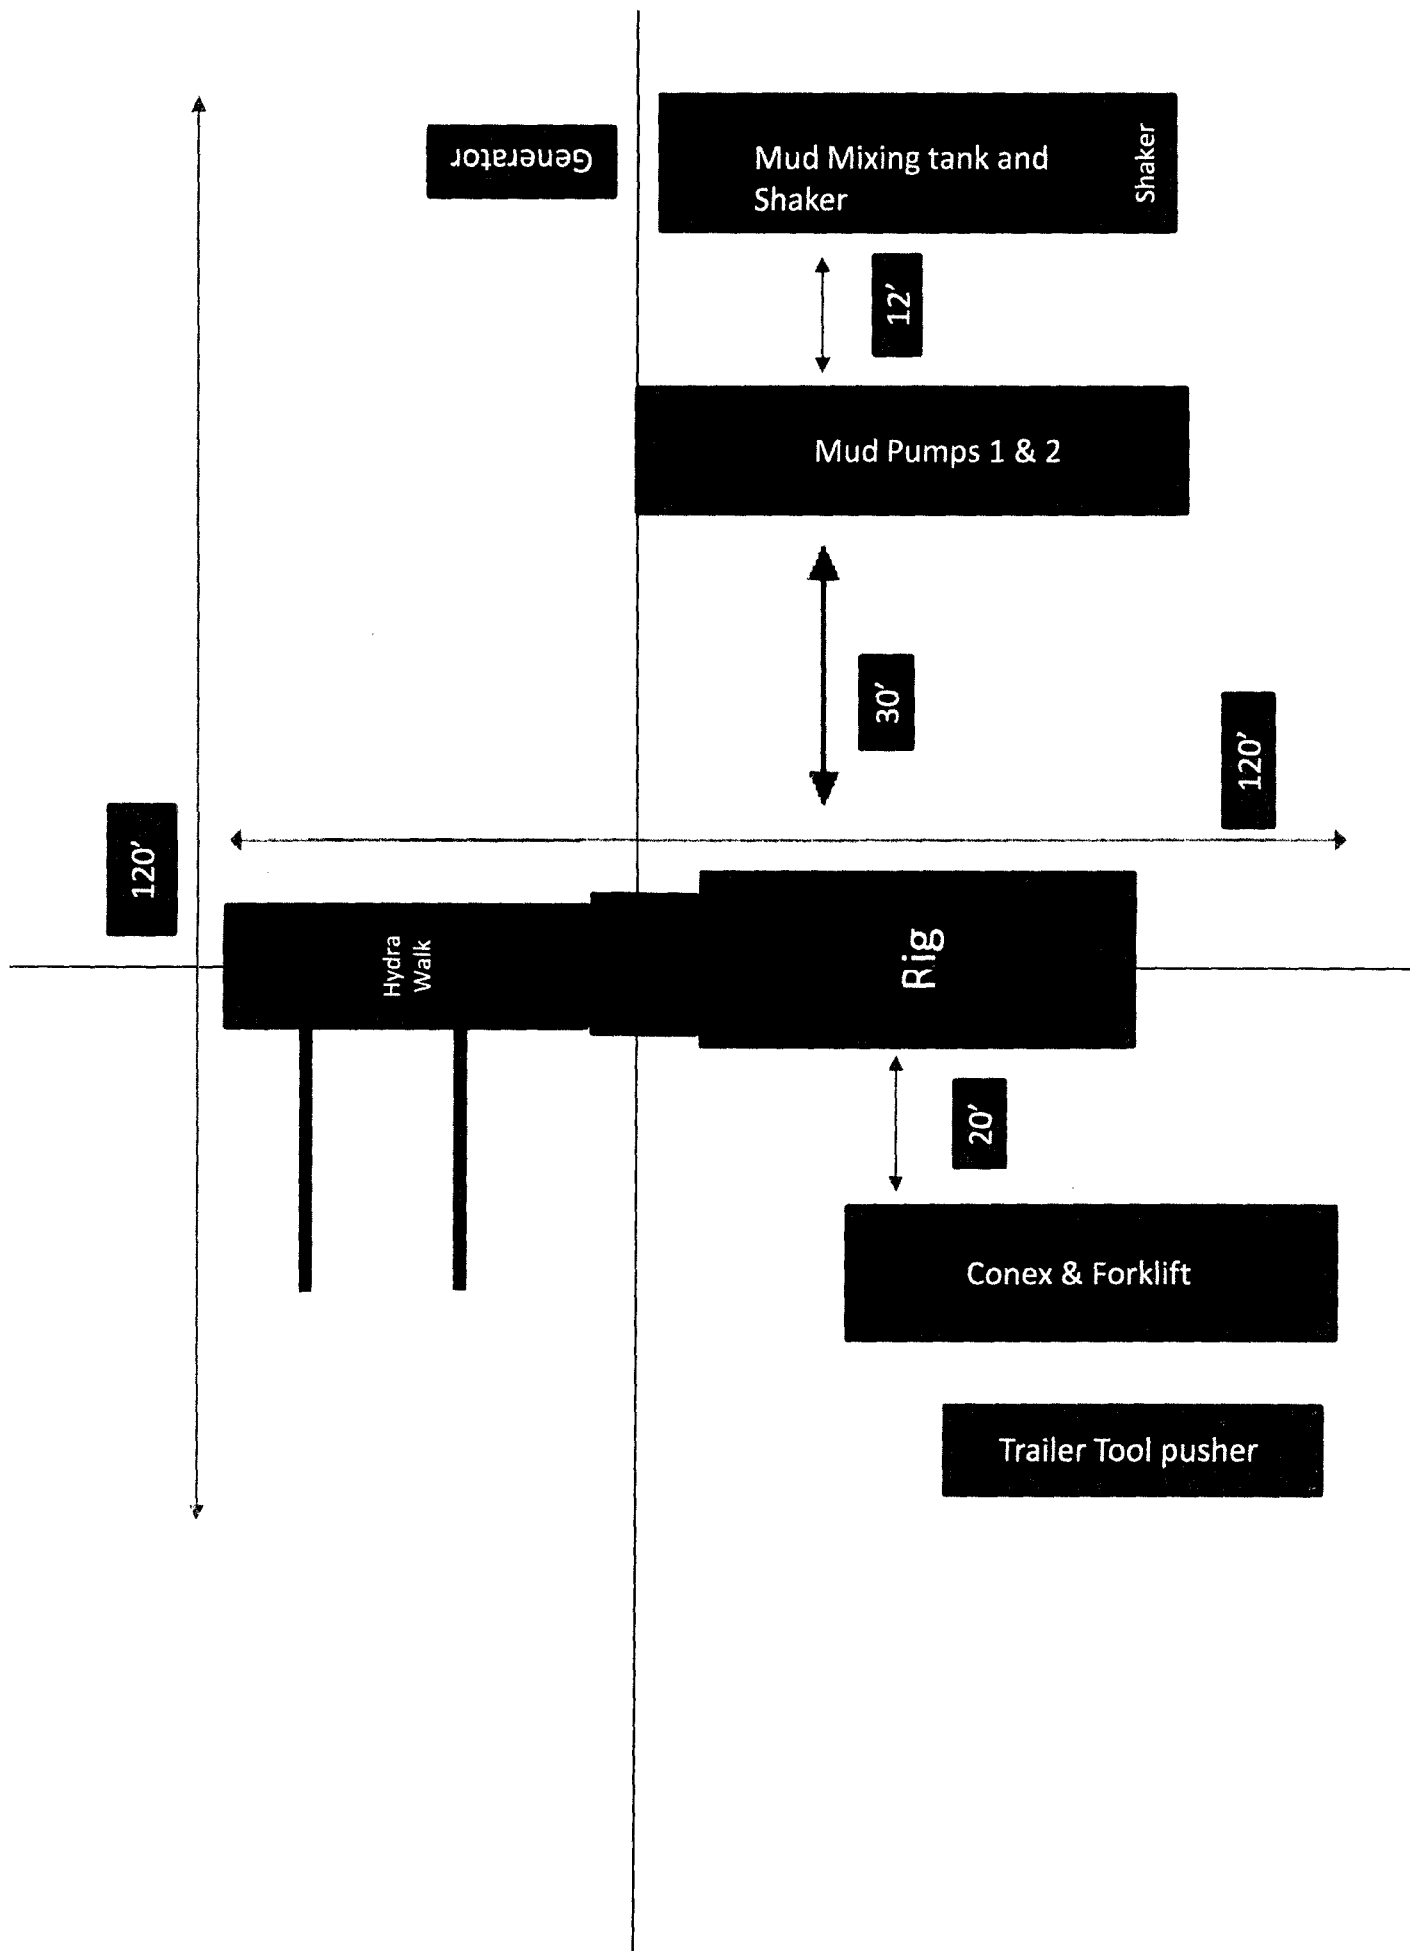 Generator
Mud Mixing tank and
Shaker
Shaker
12'
Mud Pumps 1 & 2
30'
120'
120'
Hydra
Walk
Rig
20'
Conex & Forklift
Trailer Tool pusher